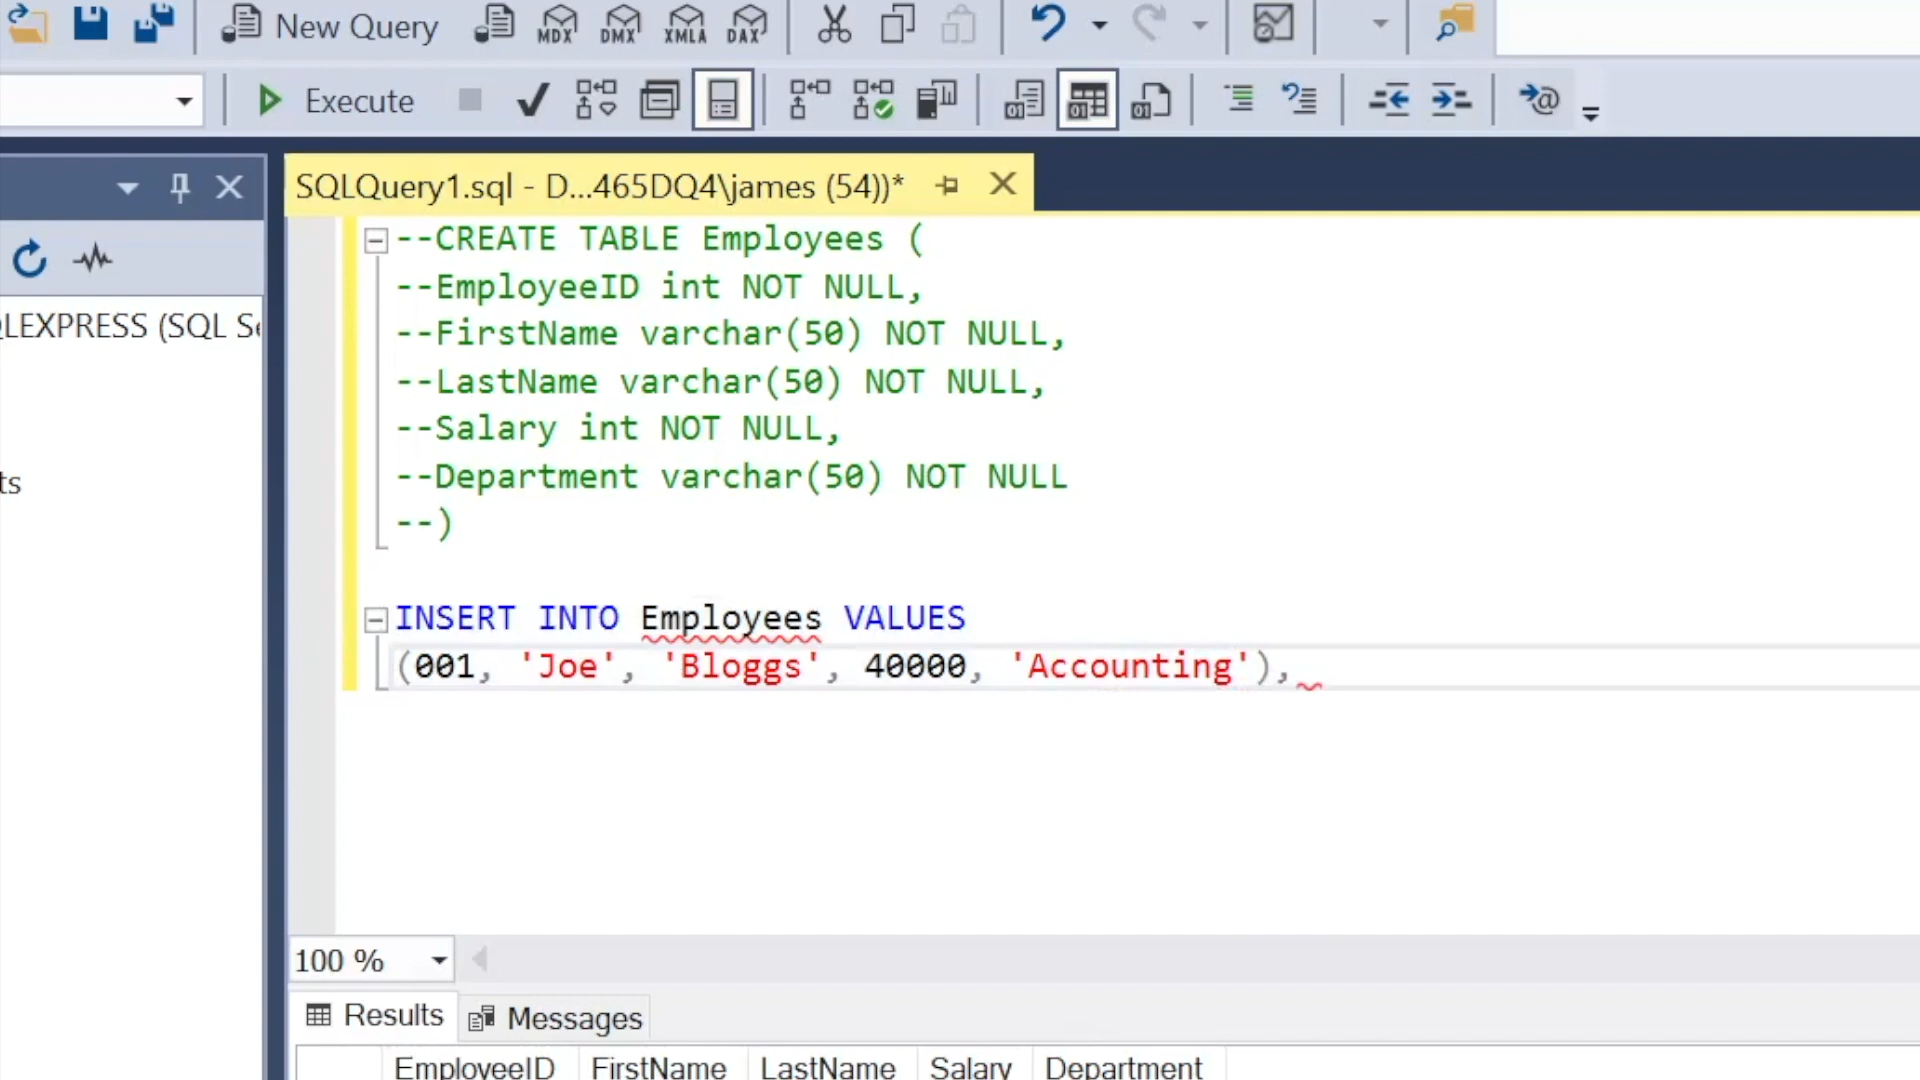 New Query
MDX
DMX
XMLA
DAX
Execute
SQLQuery1.sql - D...465DQ4\james (54))*
--CREATE TABLE Employees (
--EmployeeID int NOT NULL,
--FirstName varchar(50) NOT NULL,
--LastName varchar(50) NOT NULL,
--Salary int NOT NULL,
--Department varchar(50) NOT NULL
--)
INSERT INTO Employees VALUES
(001, 'Joe', 'Bloggs', 40000, 'Accounting'),
QLEXPRESS (SQL Se
ts
100 %
Results
Messages
EmployeeID FirstName LastName Salary Department